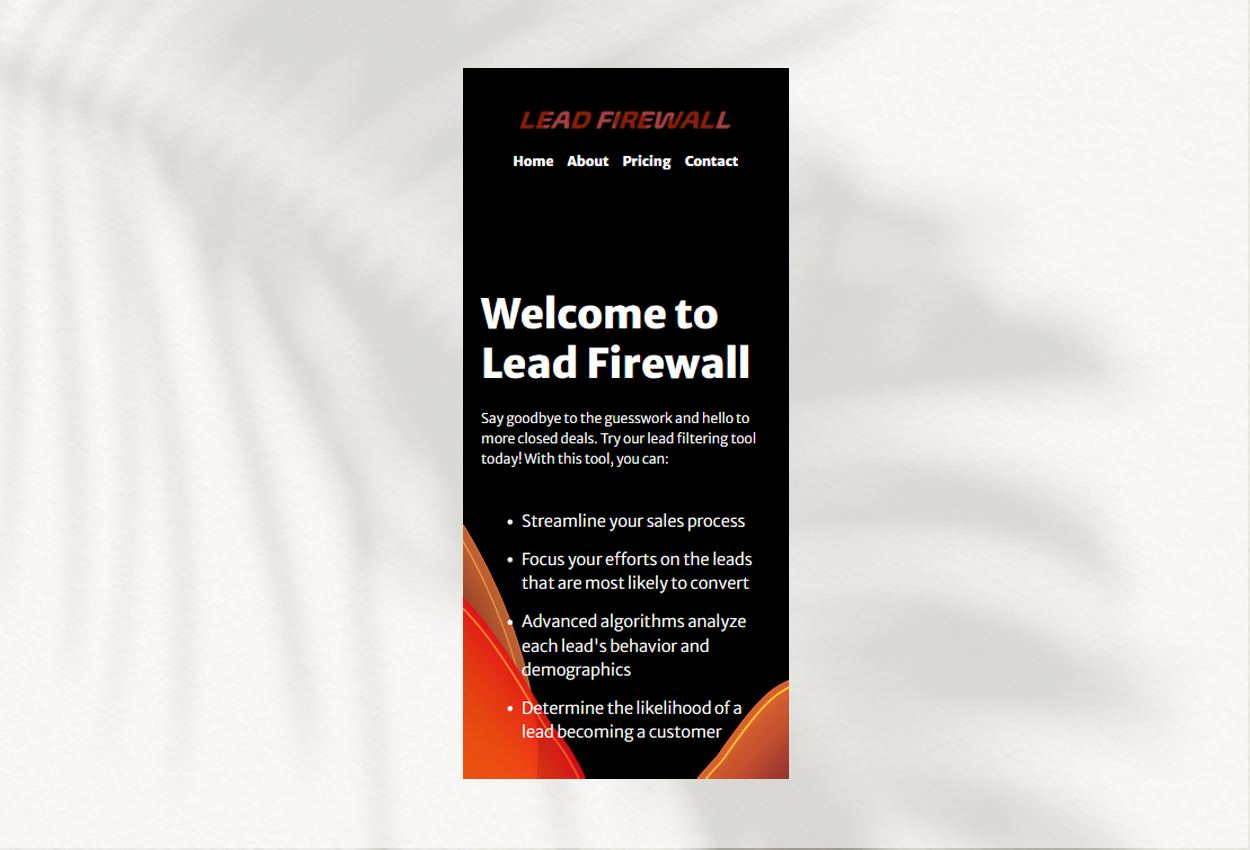 LEAD FIREWALL
Home About Pricing Contact
Welcome to
Lead Firewall
Say goodbye to the guesswork and hello to
more closed deals. Try our lead filtering tool
today! With this tool, you can:
• Streamline your sales process
• Focus your efforts on the leads
that are most likely to convert
• Advanced algorithms analyze
each lead's behavior and
demographics
• Determine the likelihood of a
lead becoming a customer